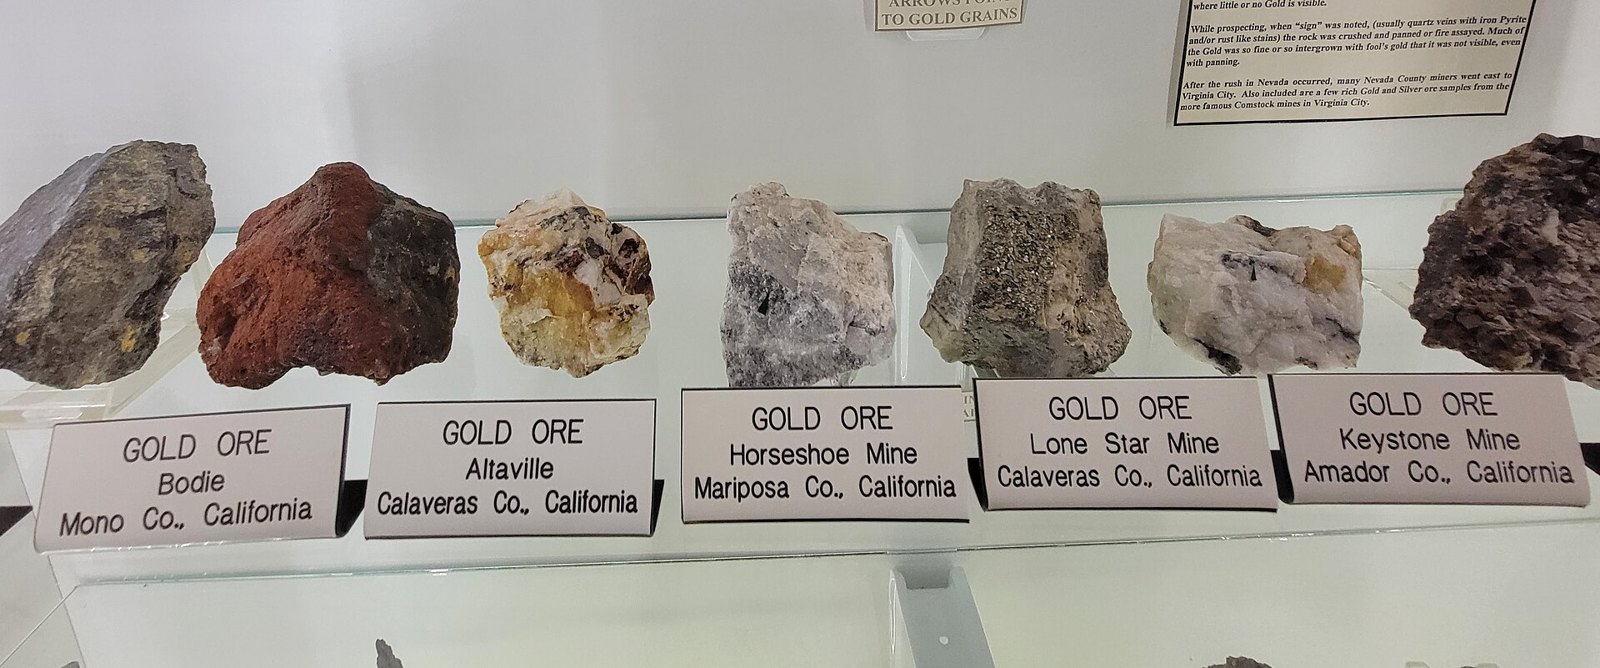 TO GOLD GRAINS
where little or no Gold is visible.
While prospecting, when “sign” was noted, (usually quartz veins with iron Pyrite
and/or rust like stains) the rock was crushed and panned or fire assayed. Much of
the Gold was so fine or so intergrown with fool's gold that it was not visible, even
with panning.
After the rush in Nevada occurred, many Nevada County miners went east to
Virginia City. Also included are a few rich Gold and Silver ore samples from the
more famous Comstock mines in Virginia City.
GOLD ORE
Bodie
Mono Co., California
GOLD ORE
Altaville
Calaveras Co., California
GOLD ORE
Horseshoe Mine
Mariposa Co., California
GOLD ORE
Lone Star Mine
Calaveras Co., California
GOLD ORE
Keystone Mine
Amador Co., California